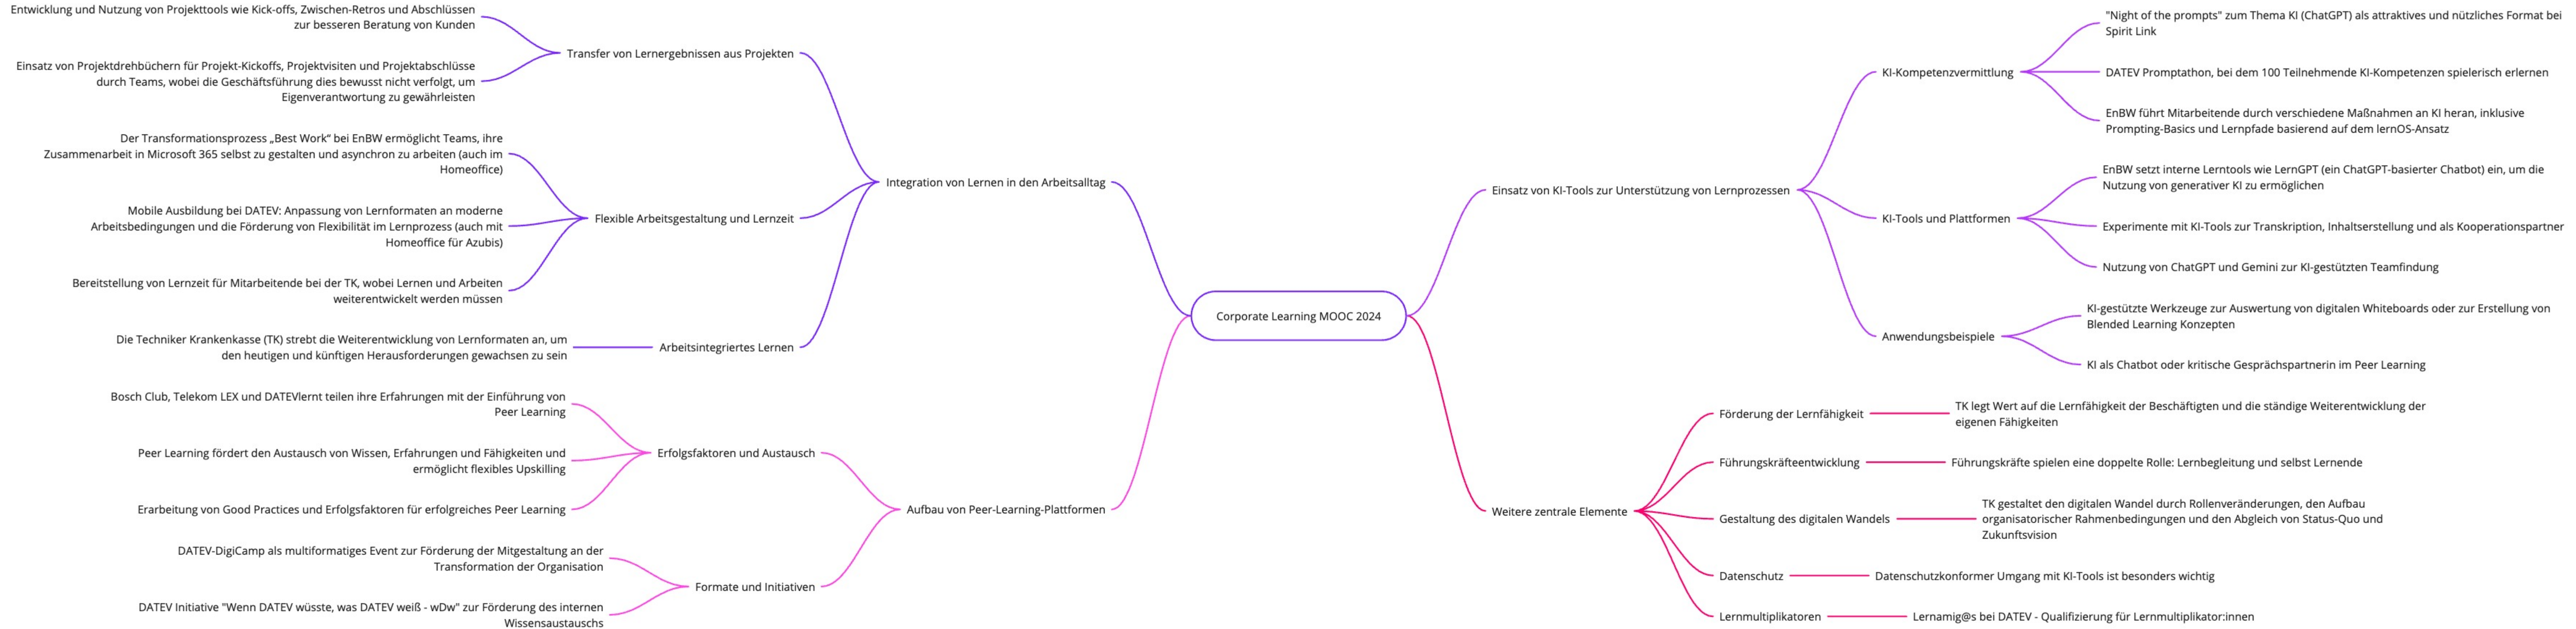 Entwicklung und Nutzung von Projekttools wie Kick-offs, Zwischen-Retros und Abschlüssen
zur besseren Beratung von Kunden
Einsatz von Projektdrehbüchern für Projekt-Kickoffs, Projektvisiten und Projektabschlüsse
durch Teams, wobei die Geschäftsführung dies bewusst nicht verfolgt, um
Eigenverantwortung zu gewährleisten
Transfer von Lernergebnissen aus Projekten
Der Transformationsprozess „Best Work“ bei EnBW ermöglicht Teams, ihre
Zusammenarbeit in Microsoft 365 selbst zu gestalten und asynchron zu arbeiten (auch im
Homeoffice)
Mobile Ausbildung bei DATEV: Anpassung von Lernformaten an moderne
Arbeitsbedingungen und die Förderung von Flexibilität im Lernprozess (auch mit
Homeoffice für Azubis)
Bereitstellung von Lernzeit für Mitarbeitende bei der TK, wobei Lernen und Arbeiten
weiterentwickelt werden müssen
Flexible Arbeitsgestaltung und Lernzeit
Die Techniker Krankenkasse (TK) strebt die Weiterentwicklung von Lernformaten an, um
den heutigen und künftigen Herausforderungen gewachsen zu sein
Arbeitsintegriertes Lernen
Integration von Lernen in den Arbeitsalltag
Bosch Club, Telekom LEX und DATEVlernt teilen ihre Erfahrungen mit der Einführung von
Peer Learning
Peer Learning fördert den Austausch von Wissen, Erfahrungen und Fähigkeiten und
ermöglicht flexibles Upskilling
Erarbeitung von Good Practices und Erfolgsfaktoren für erfolgreiches Peer Learning
Erfolgsfaktoren und Austausch
DATEV-DigiCamp als multiformatiges Event zur Förderung der Mitgestaltung an der
Transformation der Organisation
DATEV Initiative "Wenn DATEV wüsste, was DATEV weiß - wDw" zur Förderung des internen
Wissensaustauschs
Formate und Initiativen
Aufbau von Peer-Learning-Plattformen
Corporate Learning MOOC 2024
Einsatz von KI-Tools zur Unterstützung von Lernprozessen
KI-Kompetenzvermittlung
"Night of the prompts" zum Thema KI (ChatGPT) als attraktives und nützliches Format bei
Spirit Link
DATEV Promptathon, bei dem 100 Teilnehmende KI-Kompetenzen spielerisch erlernen
EnBW führt Mitarbeitende durch verschiedene Maßnahmen an KI heran, inklusive
Prompting-Basics und Lernpfade basierend auf dem lernOS-Ansatz
KI-Tools und Plattformen
EnBW setzt interne Lerntools wie LernGPT (ein ChatGPT-basierter Chatbot) ein, um die
Nutzung von generativer KI zu ermöglichen
Experimente mit KI-Tools zur Transkription, Inhaltserstellung und als Kooperationspartner
Nutzung von ChatGPT und Gemini zur KI-gestützten Teamfindung
Anwendungsbeispiele
KI-gestützte Werkzeuge zur Auswertung von digitalen Whiteboards oder zur Erstellung von
Blended Learning Konzepten
KI als Chatbot oder kritische Gesprächspartnerin im Peer Learning
Weitere zentrale Elemente
Förderung der Lernfähigkeit
TK legt Wert auf die Lernfähigkeit der Beschäftigten und die ständige Weiterentwicklung der
eigenen Fähigkeiten
Führungskräfteentwicklung
Führungskräfte spielen eine doppelte Rolle: Lernbegleitung und selbst Lernende
Gestaltung des digitalen Wandels
TK gestaltet den digitalen Wandel durch Rollenveränderungen, den Aufbau
organisatorischer Rahmenbedingungen und den Abgleich von Status-Quo und
Zukunftsvision
Datenschutz
Datenschutzkonformer Umgang mit KI-Tools ist besonders wichtig
Lernmultiplikatoren
Lernamig@s bei DATEV - Qualifizierung für Lernmultiplikator:innen